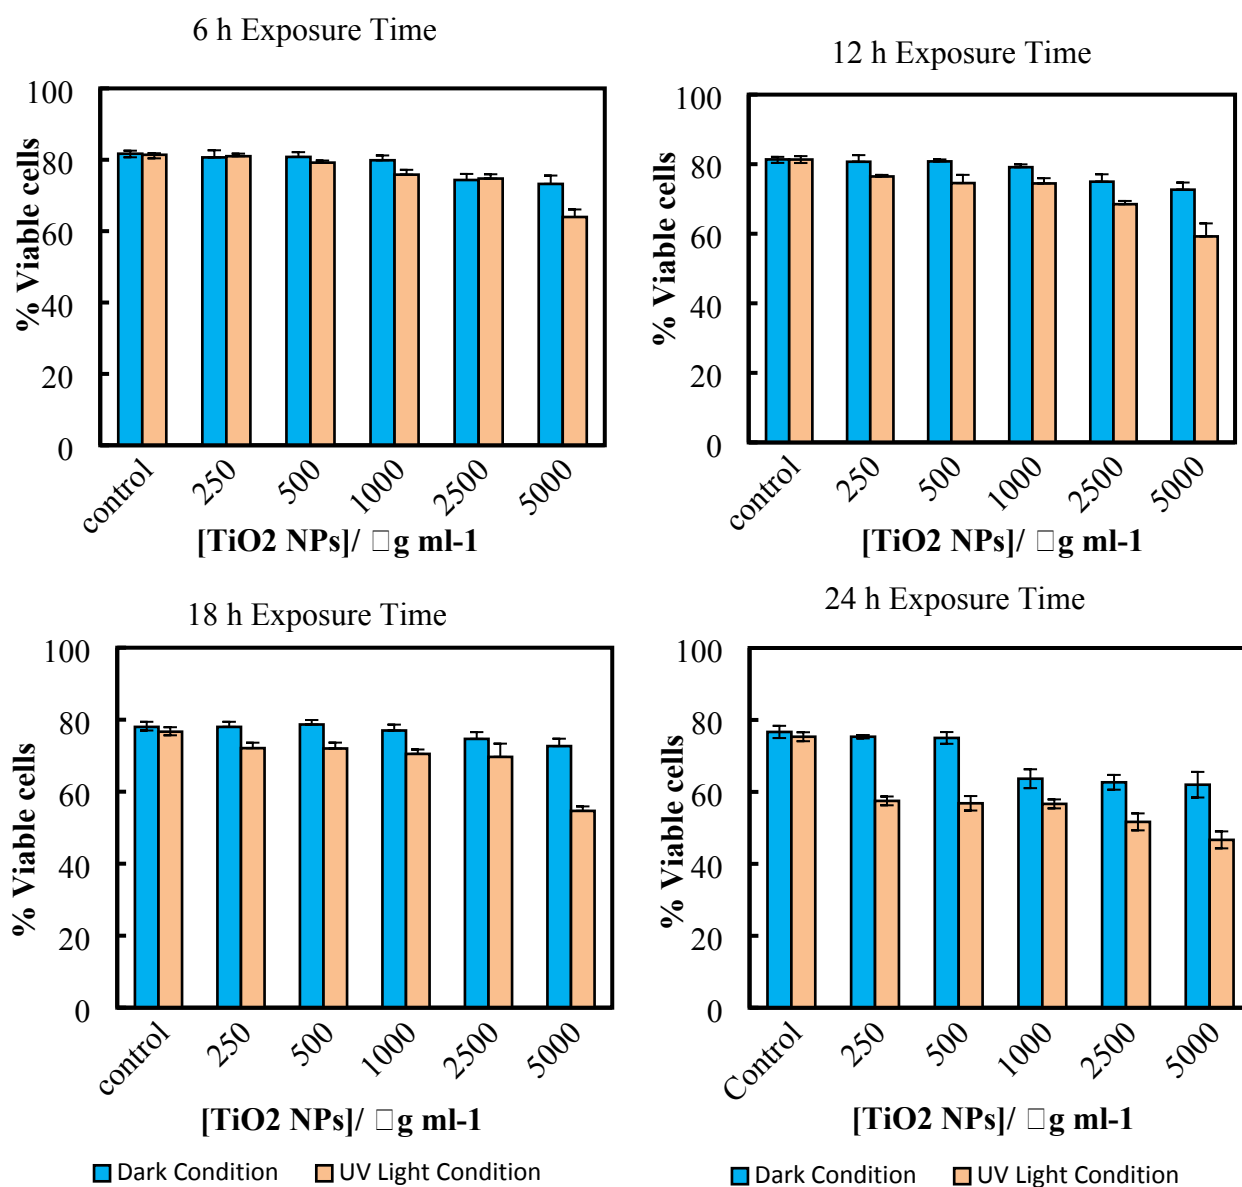 6 h Exposure Time
100
80
60
40
20
0
% Viable cells
control
250
500
1000
2500
5000
[TiO2 NPs]/ □g ml-1
12 h Exposure Time
100
80
60
40
20
0
% Viable cells
control
250
500
1000
2500
5000
[TiO2 NPs]/ □g ml-1
18 h Exposure Time
100
80
60
40
20
0
% Viable cells
control
250
500
1000
2500
5000
[TiO2 NPs]/ □g ml-1
Dark Condition UV Light Condition
24 h Exposure Time
100
80
60
40
20
0
% Viable cells
Control
250
500
1000
2500
5000
[TiO2 NPs]/ □g ml-1
Dark Condition UV Light Condition